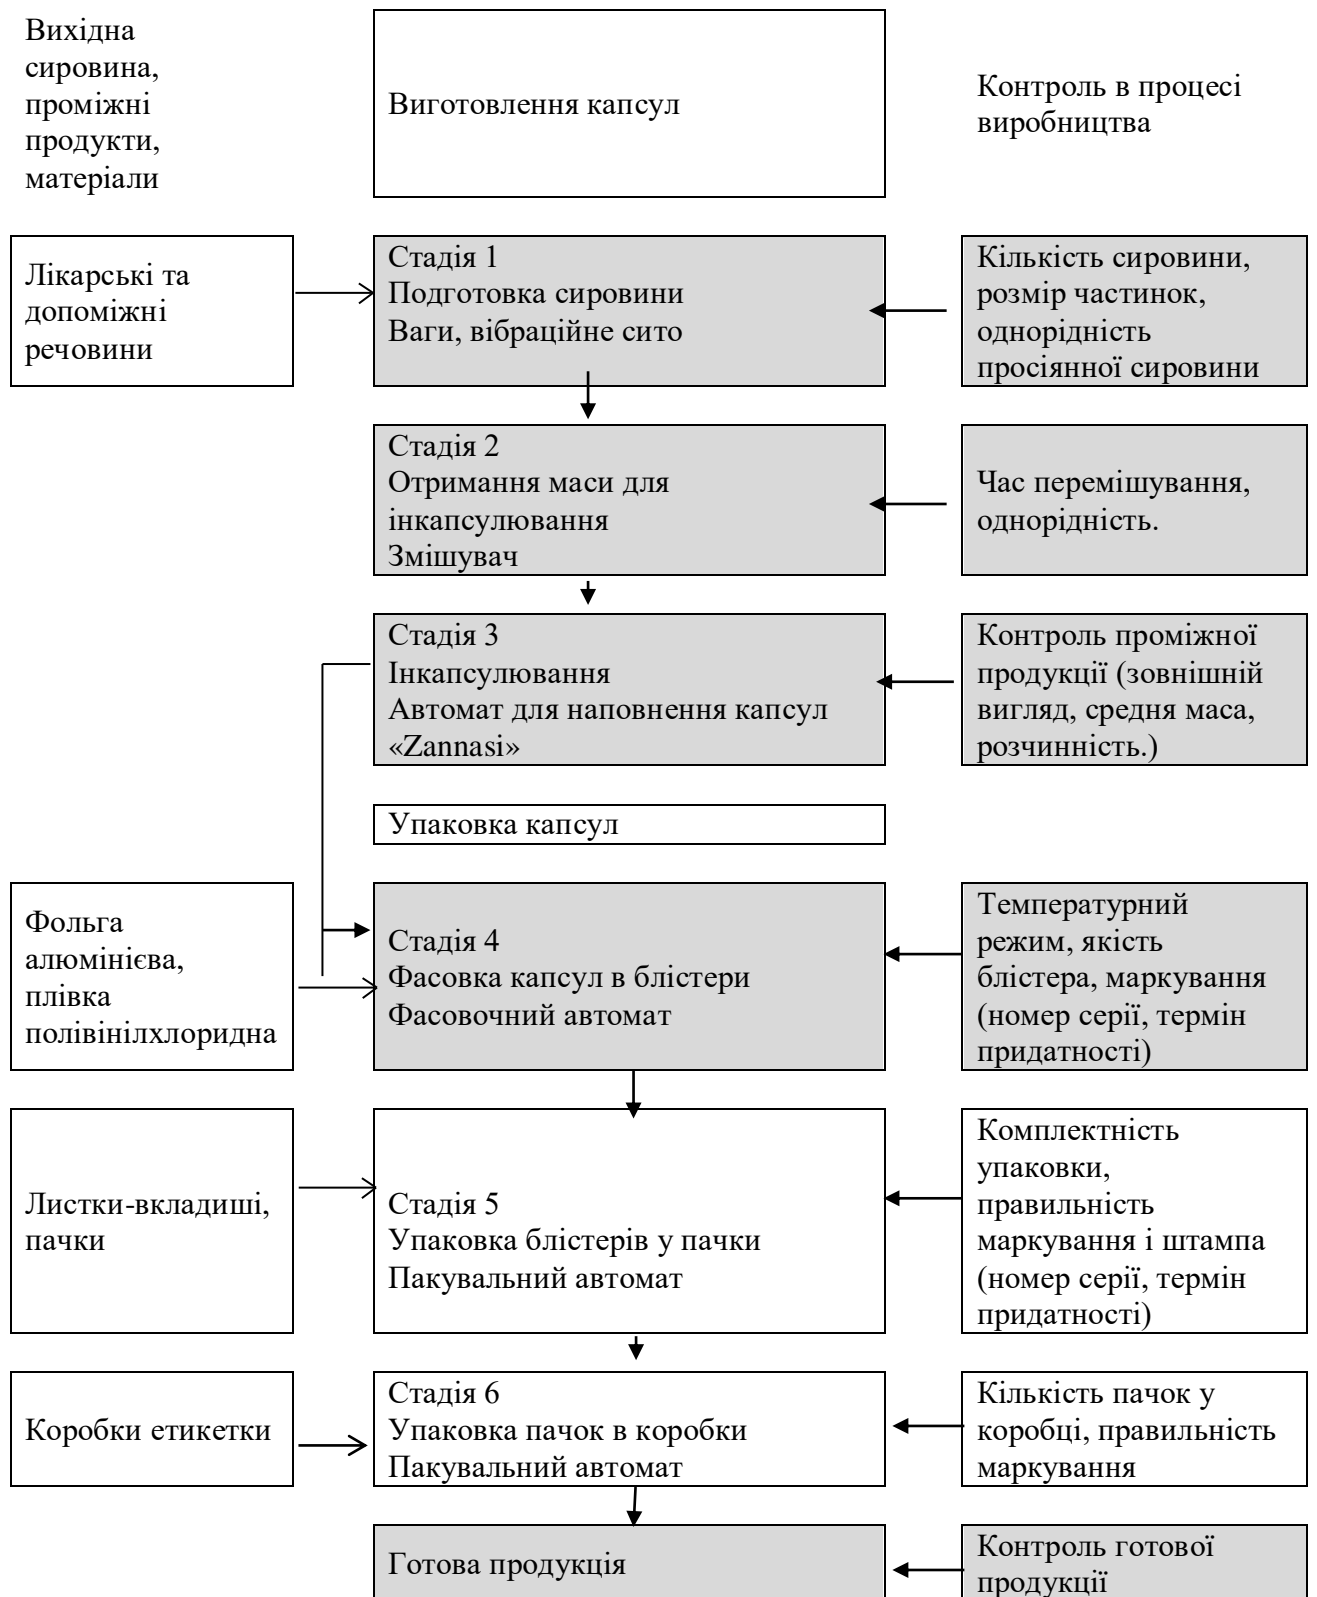 Вихідна
сировина,
проміжні
продукти,
матеріали
Виготовлення капсул
Контроль в процесі
виробництва
Лікарські та
допоміжні
речовини
Стадія 1
Подготовка сировини
Ваги, вібраційне сито
Кількість сировини,
розмір частинок,
однорідність
просіянної сировини
Стадія 2
Отримання маси для
інкапсулювання
Змішувач
Час перемішування,
однорідність.
Стадія 3
Інкапсулювання
Автомат для наповнення капсул
«Zannasi»
Контроль проміжної
продукції (зовнішній
вигляд, средня маса,
розчинність.)
Упаковка капсул
Фольга
алюмінієва,
плівка
полівінілхлоридна
Стадія 4
Фасовка капсул в блістери
Фасовочний автомат
Температурний
режим, якість
блістера, маркування
(номер серії, термін
придатності)
Листки-вкладиші,
пачки
Стадія 5
Упаковка блістерів у пачки
Пакувальний автомат
Комплектність
упаковки,
правильність
маркування і штампа
(номер серії, термін
придатності)
Коробки етикетки
Стадія 6
Упаковка пачок в коробки
Пакувальний автомат
Кількість пачок у
коробці, правильність
маркування
Готова продукція
Контроль готової
продукції